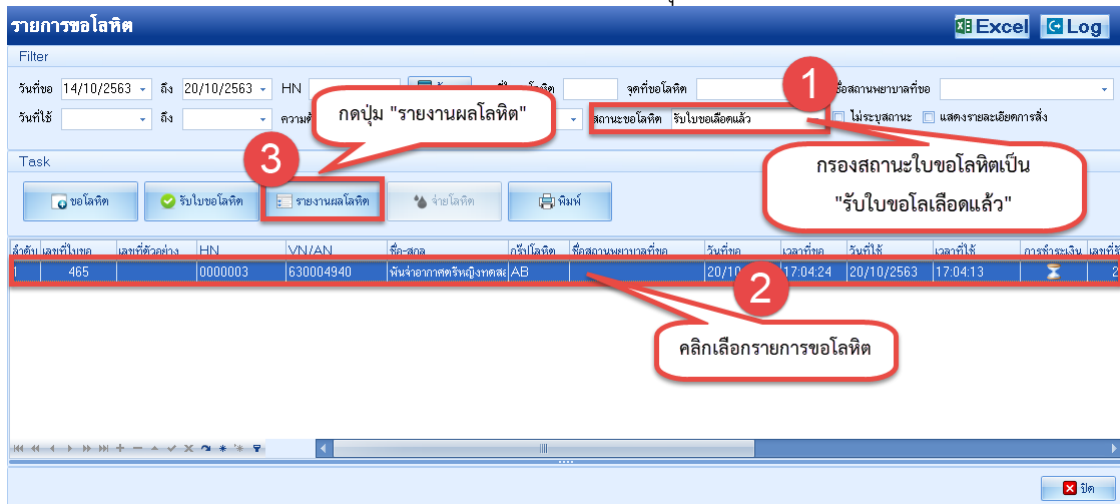 รายการขอโลหิต Excel Log
Filter
วันที่ขอ 14/10/2563 ถึง 20/10/2563 HN จุดที่ขอโลหิต ชื่อสถานพยาบาลที่ขอ
วันที่ใช้ ถึง สถานะขอโลหิต รับใบขอเลือดแล้ว ไม่ระบุสถานะ แสดงรายละเอียดการสั่ง
1
กดปุ่ม "รายงานผลโลหิต"
กรองสถานะใบขอโลหิตเป็น
"รับใบขอโลเลือดแล้ว"
Task
3
ขอโลหิต รับใบขอโลหิต รายงานผลโลหิต จ่ายโลหิต พิมพ์
ลำดับ เลขที่ใบขอ เลขที่ตัวอย่าง HN VN/AN ชื่อ-สกุล กรุ๊ปโลหิต ชื่อสถานพยาบาลที่ขอ วันที่ขอ เวลาที่ขอ วันที่ใช้ เวลาที่ใช้ การชำระเงิน
1 465 0000003 630004940 AB 20/10 17:04:24 20/10/2563 17:04:13 2
2
คลิกเลือกรายการขอโลหิต
ปิด